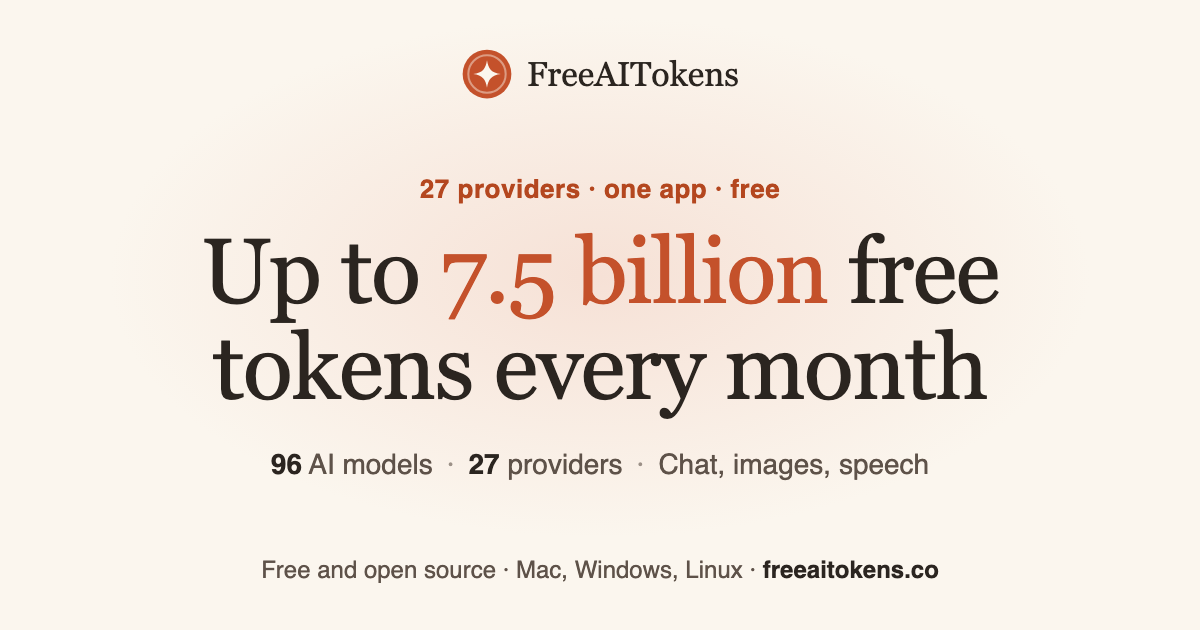 FreeAITokens
27 providers · one app · free
Up to 7.5 billion free
tokens every month
96 AI models · 27 providers · Chat, images, speech
Free and open source · Mac, Windows, Linux · freeaitokens.co